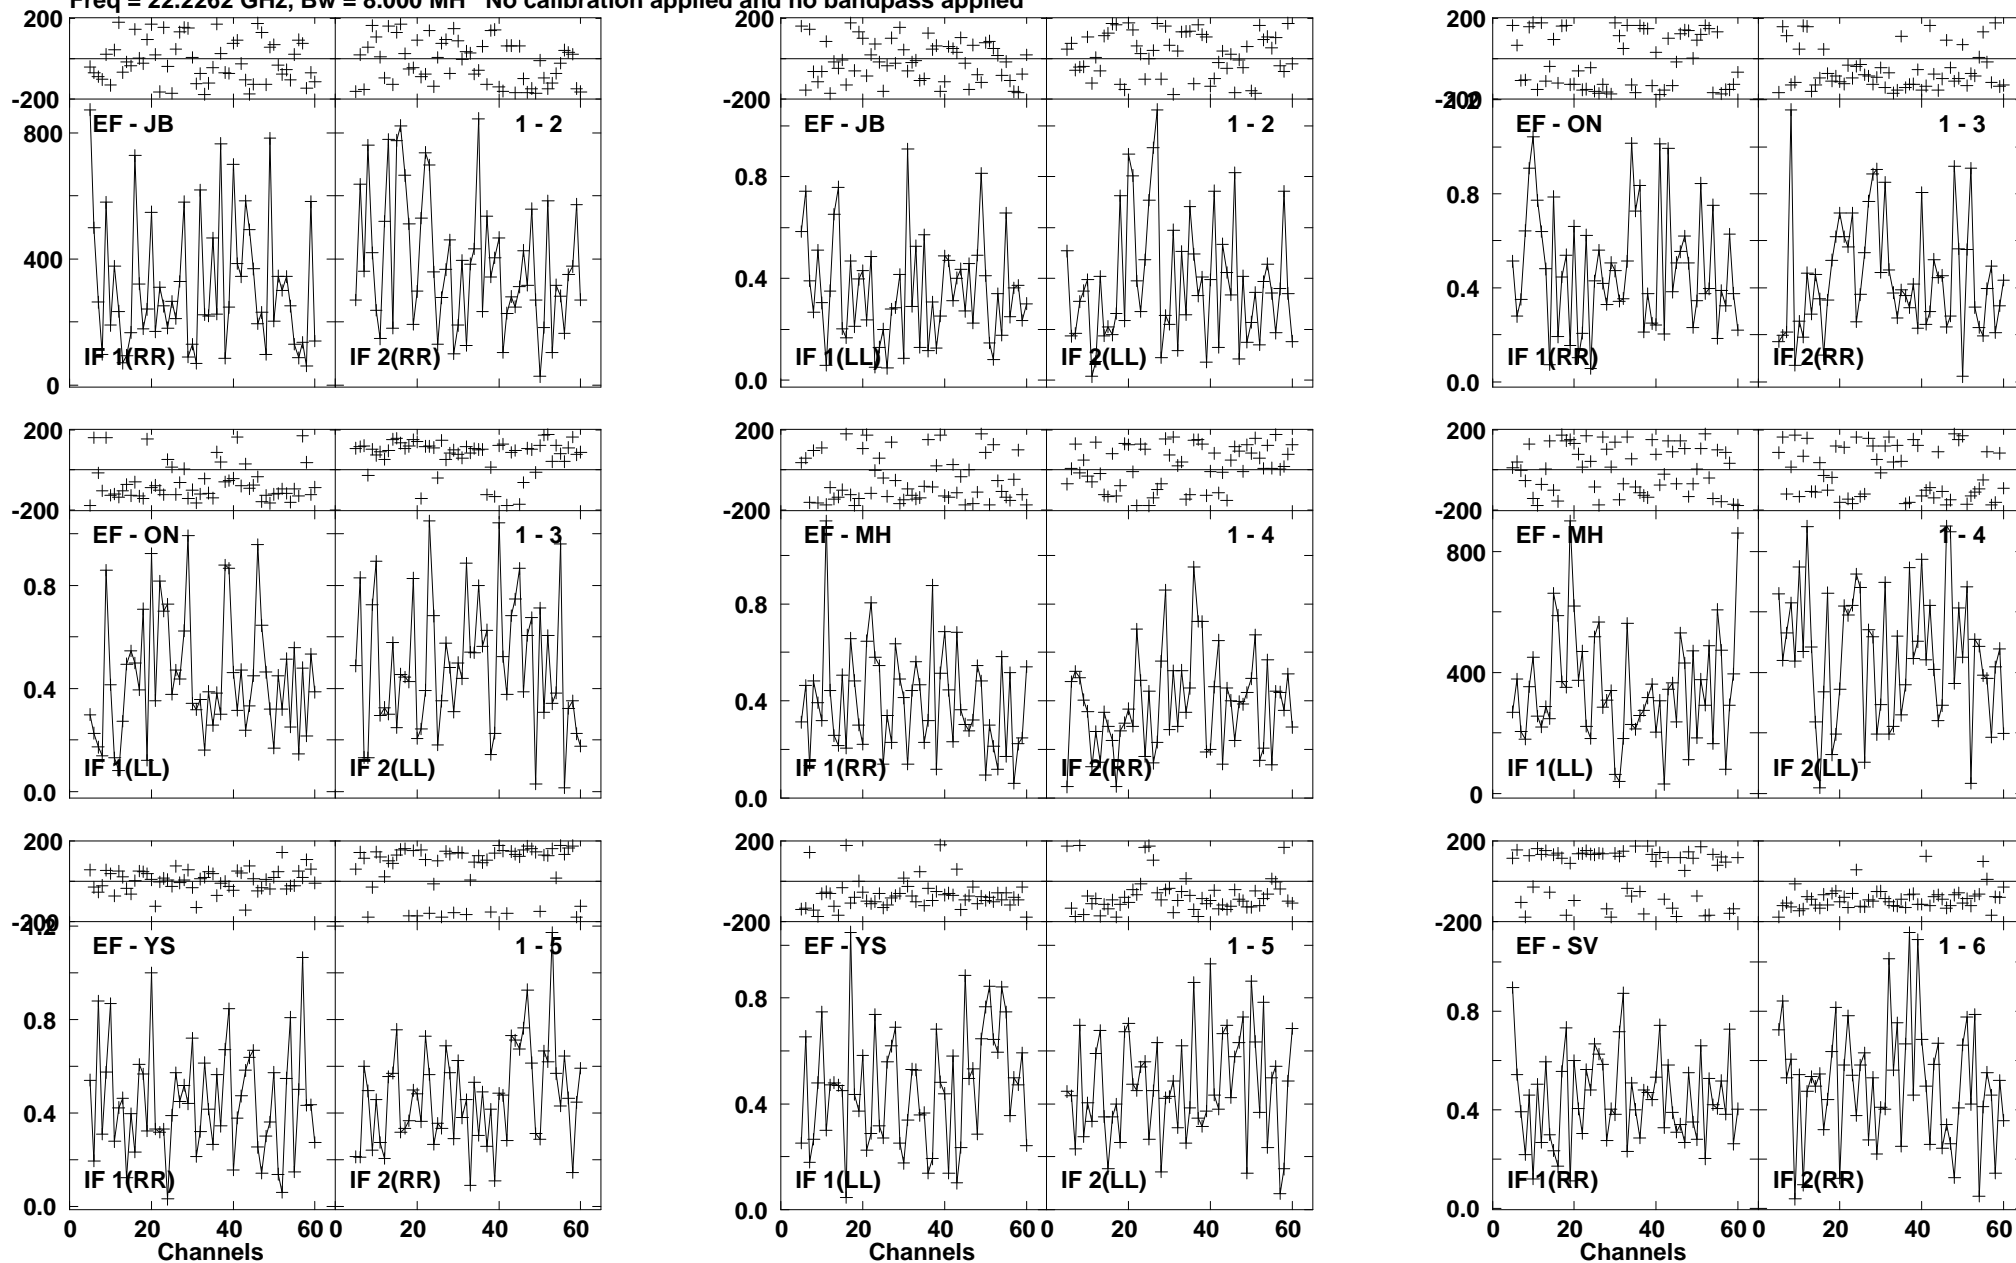 Freq = 22.2262 GHz, Bw = 8.000 MH No calibration applied and no bandpass applied
200 200 200
-200 -200 -200 1.2
EF - JB 1 - 2 EF - JB 1 - 2 EF - ON 1 - 3
800 0.8 0.8
400 0.4 0.4
IF 1(RR) IF 2(RR) IF 1(LL) IF 2(LL) IF 1(RR) IF 2(RR)
0 0.0 0.0
200 200 200
-200 -200 -200
EF - ON 1 - 3 EF - MH 1 - 4 EF - MH 1 - 4
0.8 0.8 800
0.4 0.4 400
IF 1(LL) IF 2(LL) IF 1(RR) IF 2(RR) IF 1(LL) IF 2(LL)
0.0 0.0 0
200 200 200
-200 1.2 -200 -200
EF - YS 1 - 5 EF - YS 1 - 5 EF - SV 1 - 6
0.8 0.8 0.8
0.4 0.4 0.4
IF 1(RR) IF 2(RR) IF 1(LL) IF 2(LL) IF 1(RR) IF 2(RR)
0.0 0.0 0.0
0 20 40 60 0 20 40 60 0 20 40 60 0 20 40 60 0 20 40 60 0 20 40 60
Channels Channels Channels